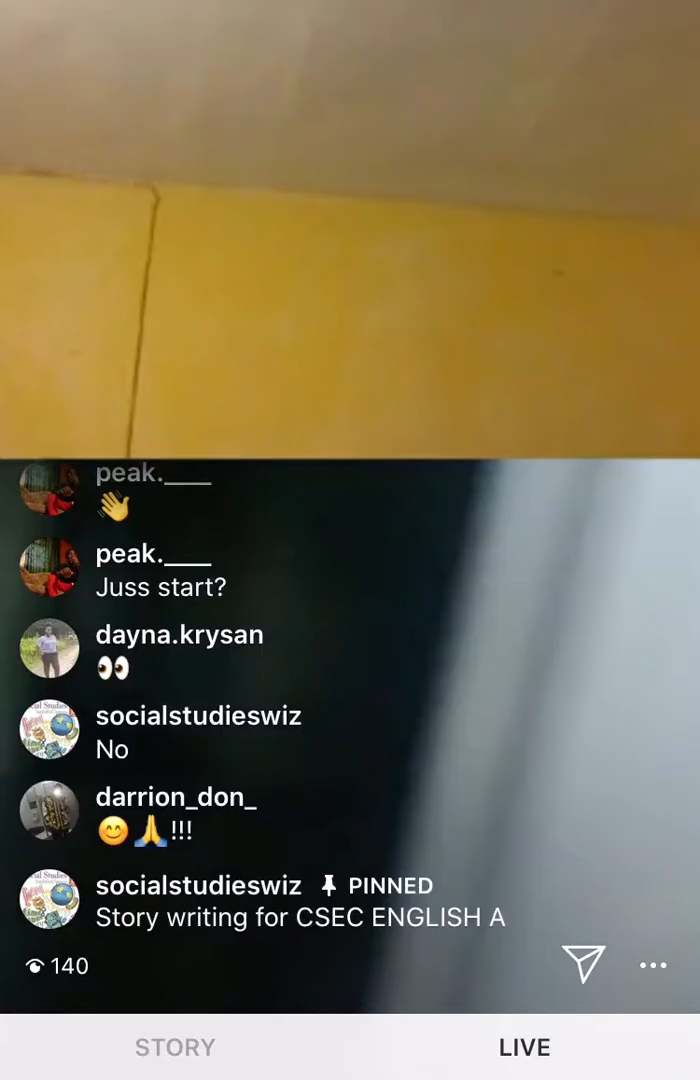 peak.____
👋
peak.____
Juss start?
dayna.krysan
👀
socialstudieswiz
No
darrion_don_
😊🙏!!!
socialstudieswiz PINNED
Story writing for CSEC ENGLISH A
140
STORY LIVE